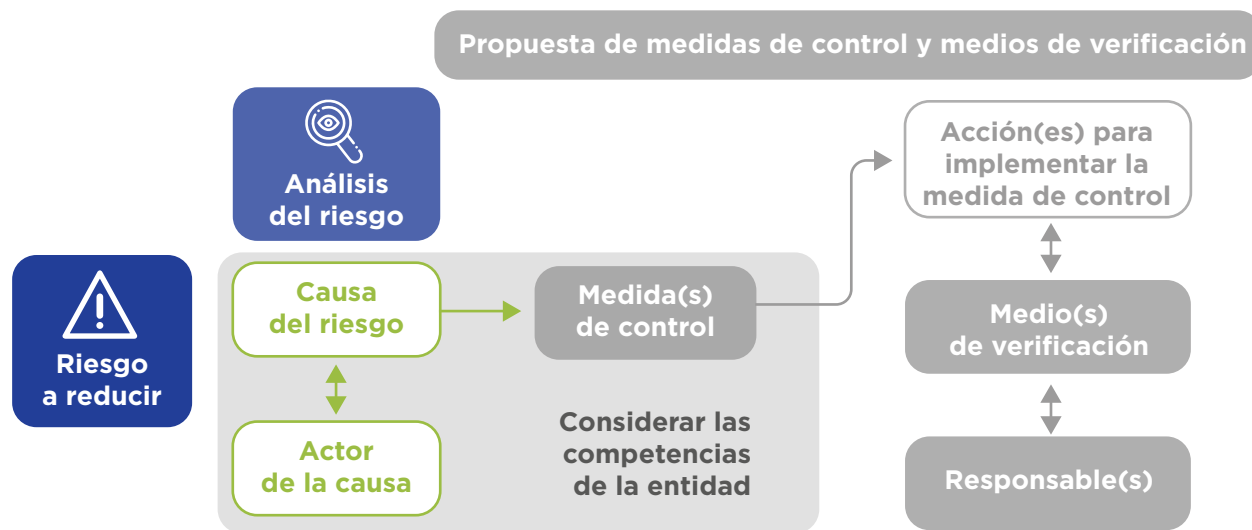 Propuesta de medidas de control y medios de verificación
Análisis
del riesgo
Riesgo
a reducir
Causa
del riesgo
Actor
de la causa
Medida(s)
de control
Considerar las
competencias
de la entidad
Acción(es) para
implementar la
medida de control
Medio(s)
de verificación
Responsable(s)